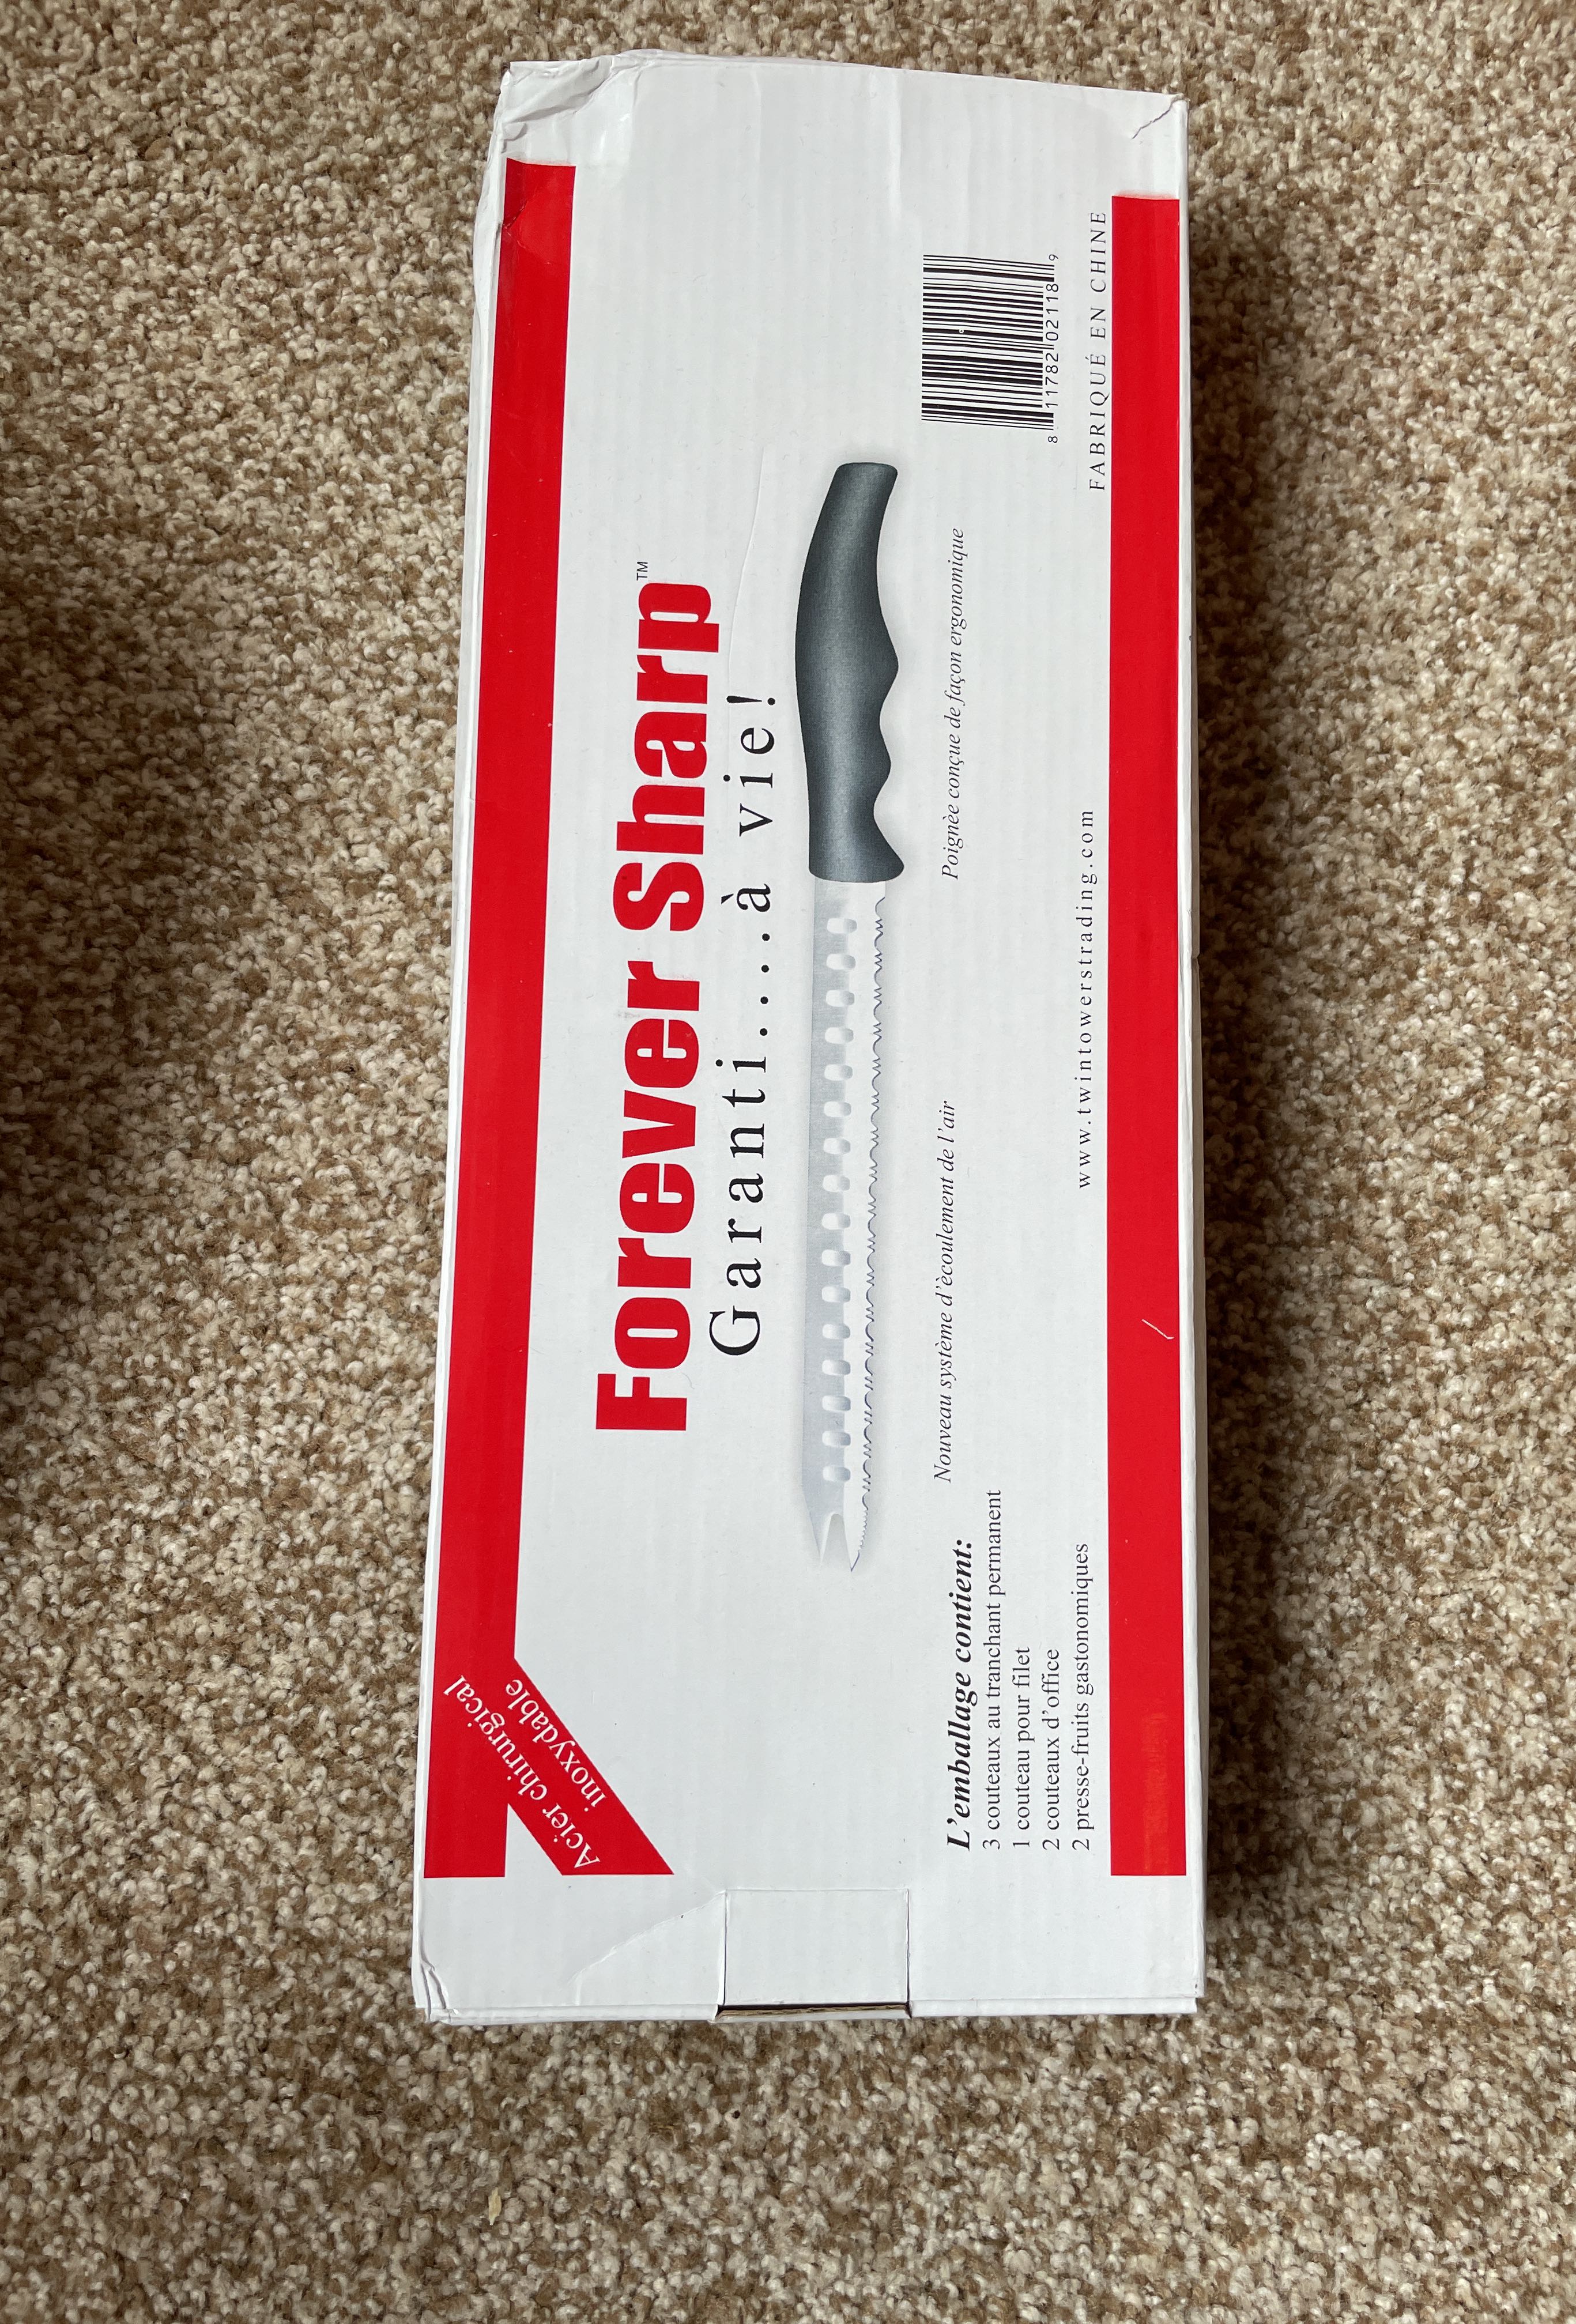 Acier chirurgical
inoxydable
Forever Sharp™
Garanti....à vie!
Nouveau système d'ècoulement de l'air
Poignèe conçue de façon ergonomique
L'emballage contient:
3 couteaux au tranchant permanent
1 couteau pour filet
2 couteaux d'office
2 presse-fruits gastonomiques
www.twintowerstrading.com
8 11782 02118 9
FABRIQUÉ EN CHINE